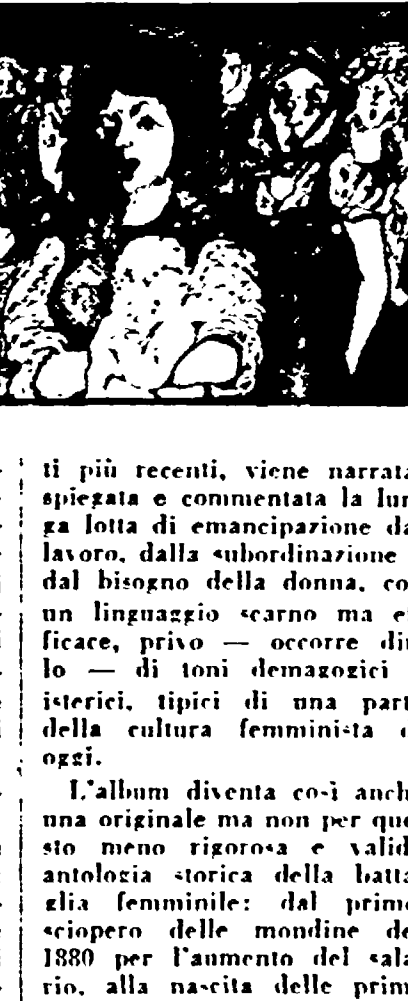 ti più recenti, viene narrata
spiegata e commentata la lun
ga lotta di emancipazione da
lavoro, dalla subordinazione
dal bisogno della donna, co
un linguaggio scarno ma ef
ficace, privo — occorre dir
lo — di toni demagogici
isterici, tipici di una part
della cultura femminista d
oggi.
L'album diventa così anch
una originale ma non per que
sto meno rigorosa e valid
antologia storica della batta
glia femminile: dal primo
sciopero delle mondine de
1880 per l'aumento del sala
rio, alla nascita delle prim